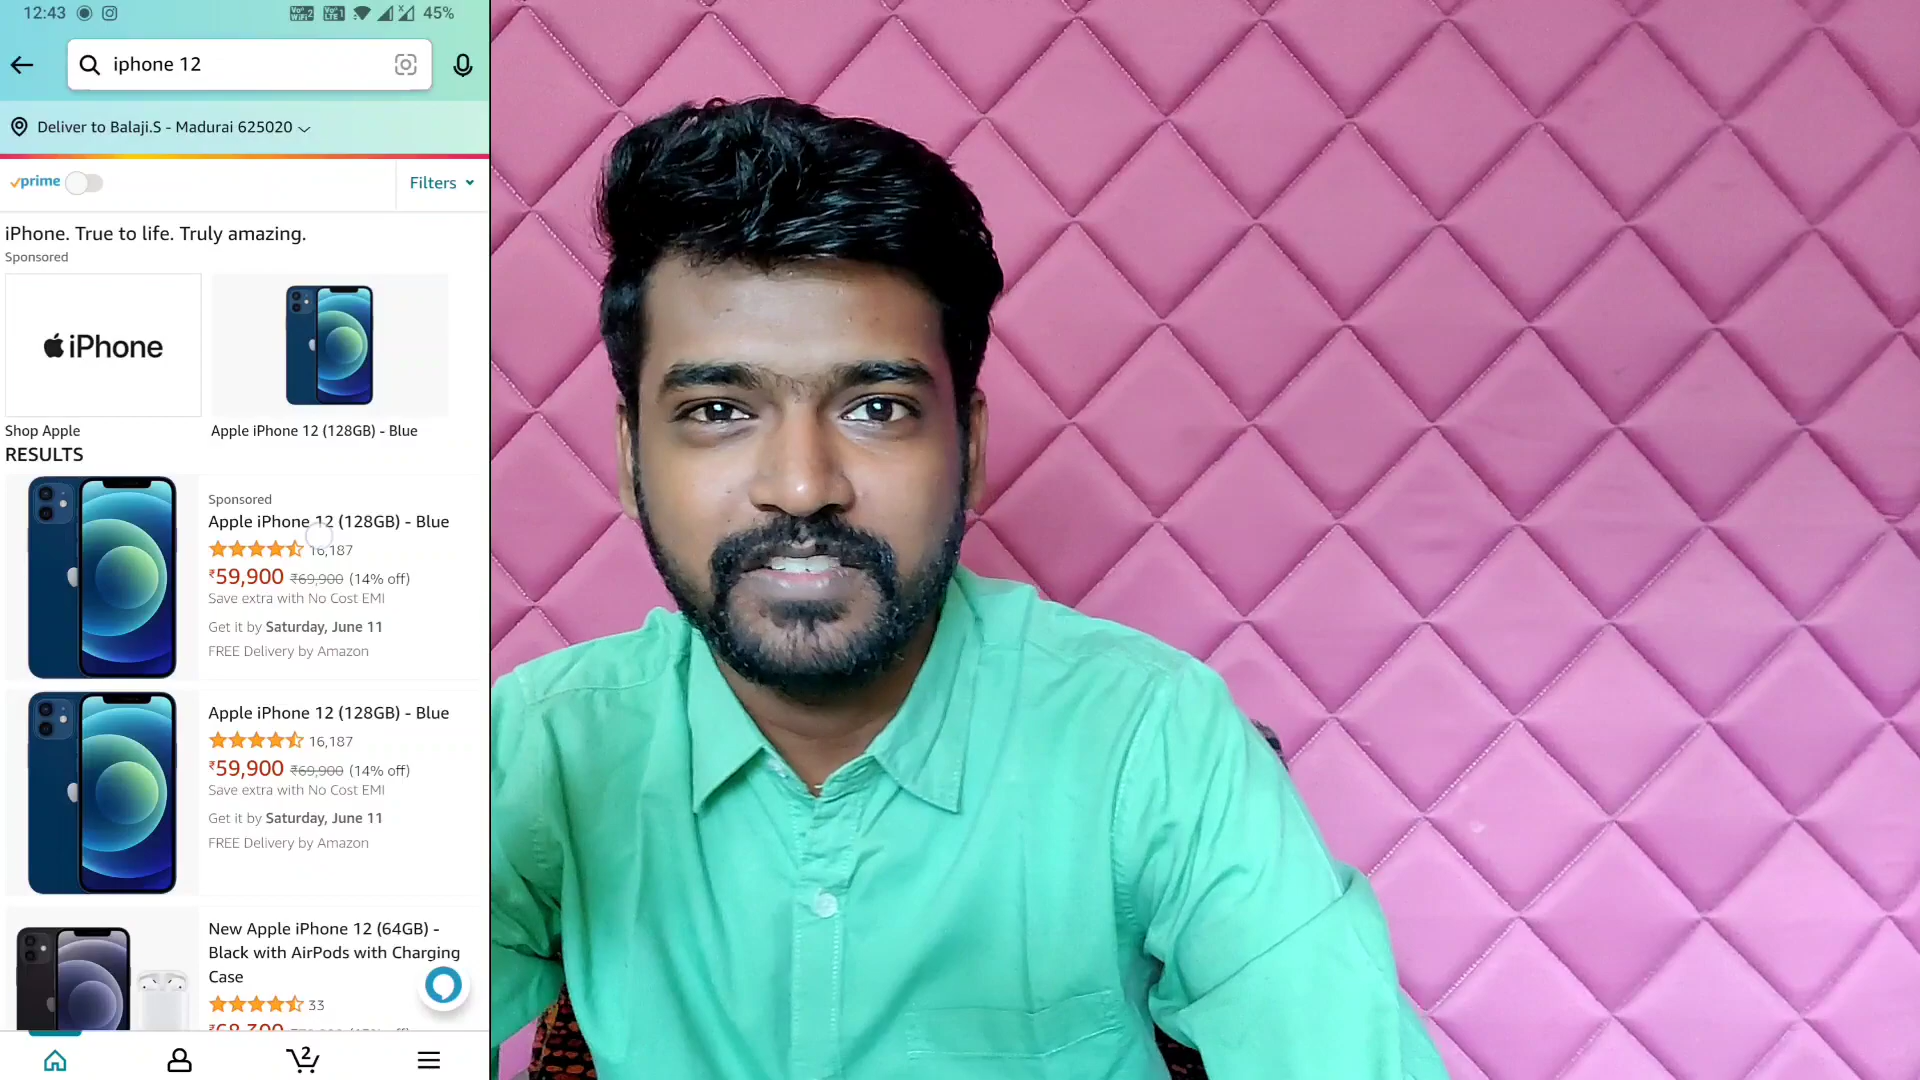 12:43 45%
iphone 12
Deliver to Balaji.S - Madurai 625020
prime Filters
iPhone. True to life. Truly amazing.
Sponsored
iPhone
Shop Apple
Apple iPhone 12 (128GB) - Blue
RESULTS
Sponsored
Apple iPhone 12 (128GB) - Blue
16,187
₹59,900 ₹69,900 (14% off)
Save extra with No Cost EMI
Get it by Saturday, June 11
FREE Delivery by Amazon
Apple iPhone 12 (128GB) - Blue
16,187
₹59,900 ₹69,900 (14% off)
Save extra with No Cost EMI
Get it by Saturday, June 11
FREE Delivery by Amazon
New Apple iPhone 12 (64GB) -
Black with AirPods with Charging
Case
33
2